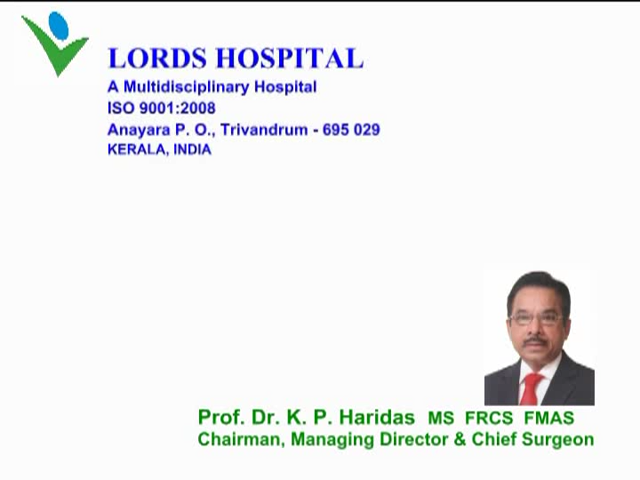 LORDS HOSPITAL
A Multidisciplinary Hospital
ISO 9001:2008
Anayara P. O., Trivandrum - 695 029
KERALA, INDIA
Prof. Dr. K. P. Haridas MS FRCS FMAS
Chairman, Managing Director & Chief Surgeon